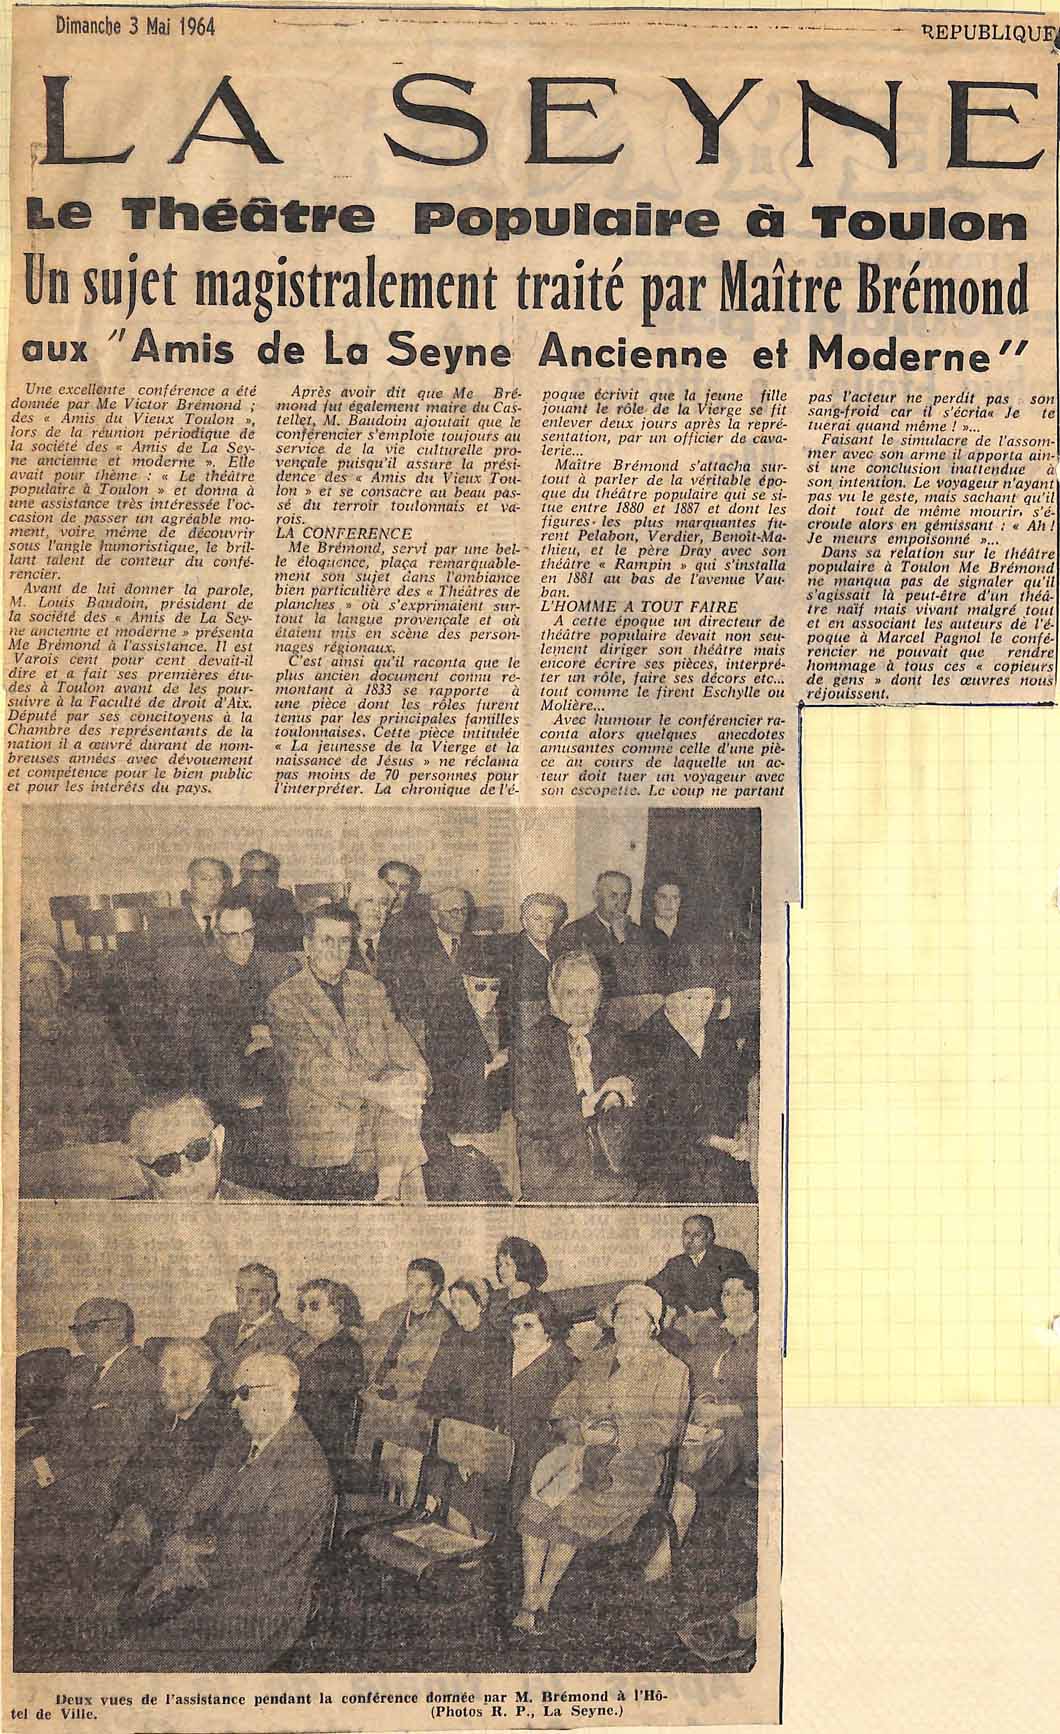 Dimanche 3 Mai 1964
REPUBLIQUE
LA SEYNE
Le Théâtre Populaire à Toulon
Un sujet magistralement traité par Maître Brémond
aux "Amis de La Seyne Ancienne et Moderne"
Une excellente conférence a été
donnée par Me Victor Brémond ;
des « Amis du Vieux Toulon »,
lors de la réunion périodique de
la société des « Amis de La Sey-
ne ancienne et moderne ». Elle
avait pour thème : « Le théâtre
populaire à Toulon » et donna à
une assistance très intéressée l'oc-
casion de passer un agréable mo-
ment, voire même de découvrir
sous l'angle humoristique, le bril-
lant talent de conteur du confé-
rencier.
Avant de lui donner la parole,
M. Louis Baudoin, président de
la société des « Amis de La Sey-
ne ancienne et moderne » présenta
Me Brémond à l'assistance. Il est
Varois cent pour cent devait-il
dire et a fait ses premières étu-
des à Toulon avant de les pour-
suivre à la Faculté de droit d'Aix.
Député par ses concitoyens à la
Chambre des représentants de la
nation il a œuvré durant de nom-
breuses années avec dévouement
et compétence pour le bien public
et pour les intérêts du pays.
Après avoir dit que Me Bré-
mond fut également maire du Cas-
tellet, M. Baudoin ajoutait que le
conférencier s'emploie toujours au
service de la vie culturelle pro-
vençale puisqu'il assure la prési-
dence des « Amis du Vieux Tou-
lon » et se consacre au beau pas-
sé du terroir toulonnais et va-
rois.
LA CONFERENCE
Me Brémond, servi par une bel-
le éloquence, plaça remarquable-
ment son sujet dans l'ambiance
bien particulière des « Théâtres de
planches » où s'exprimaient sur-
tout la langue provençale et où
étaient mis en scène des person-
nages régionaux.
C'est ainsi qu'il raconta que le
plus ancien document connu re-
montant à 1833 se rapporte à
une pièce dont les rôles furent
tenus par les principales familles
toulonnaises. Cette pièce intitulée
« La jeunesse de la Vierge et la
naissance de Jésus » ne réclama
pas moins de 70 personnes pour
l'interpréter. La chronique de l'é-
poque écrivit que la jeune fille
jouant le rôle de la Vierge se fit
enlever deux jours après la repré-
sentation, par un officier de cava-
lerie...
Maître Brémond s'attacha sur-
tout à parler de la véritable épo-
que du théâtre populaire qui se si-
tue entre 1880 et 1887 et dont les
figures les plus marquantes fu-
rent Pelabon, Verdier, Benoît-Ma-
thieu, et le père Dray avec son
théâtre « Rampin » qui s'installa
en 1881 au bas de l'avenue Vau-
ban.
L'HOMME A TOUT FAIRE
A cette époque un directeur de
théâtre populaire devait non seu-
lement diriger son théâtre mais
encore écrire ses pièces, interpré-
ter un rôle, faire ses décors etc...
tout comme le firent Eschylle ou
Molière...
Avec humour le conférencier ra-
conta alors quelques anecdotes
amusantes comme celle d'une piè-
ce au cours de laquelle un ac-
teur doit tuer un voyageur avec
son escopette. Le coup ne partant
pas l'acteur ne perdit pas son
sang-froid car il s'écria« Je te
tuerai quand même ! »...
Faisant le simulacre de l'assom-
mer avec son arme il apporta ain-
si une conclusion inattendue à
son intention. Le voyageur n'ayant
pas vu le geste, mais sachant qu'il
doit tout de même mourir, s'é-
croule alors en gémissant : « Ah !
Je meurs empoisonné »...
Dans sa relation sur le théâtre
populaire à Toulon Me Brémond
ne manqua pas de signaler qu'il
s'agissait là peut-être d'un théâ-
tre naïf mais vivant malgré tout
et en associant les auteurs de l'é-
poque à Marcel Pagnol le confé-
rencier ne pouvait que rendre
hommage à tous ces « copieurs
de gens » dont les œuvres nous
réjouissent.
Deux vues de l'assistance pendant la conférence donnée par M. Brémond à l'Hô-
tel de Ville. (Photos R. P., La Seyne.)